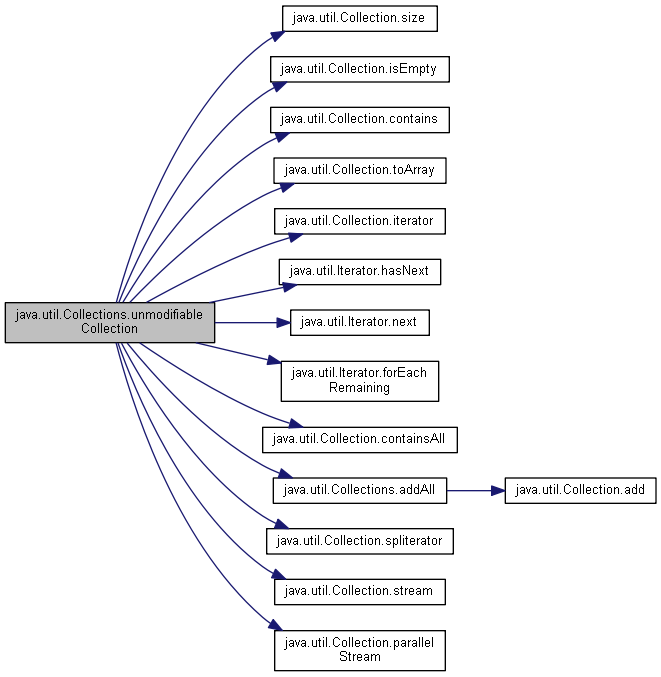 java.util.Collection.size
java.util.Collection.isEmpty
java.util.Collection.contains
java.util.Collection.toArray
java.util.Collection.iterator
java.util.Iterator.hasNext
java.util.Collections.unmodifiable
Collection
java.util.Iterator.next
java.util.Iterator.forEach
Remaining
java.util.Collection.containsAll
java.util.Collections.addAll
java.util.Collection.add
java.util.Collection.spliterator
java.util.Collection.stream
java.util.Collection.parallel
Stream